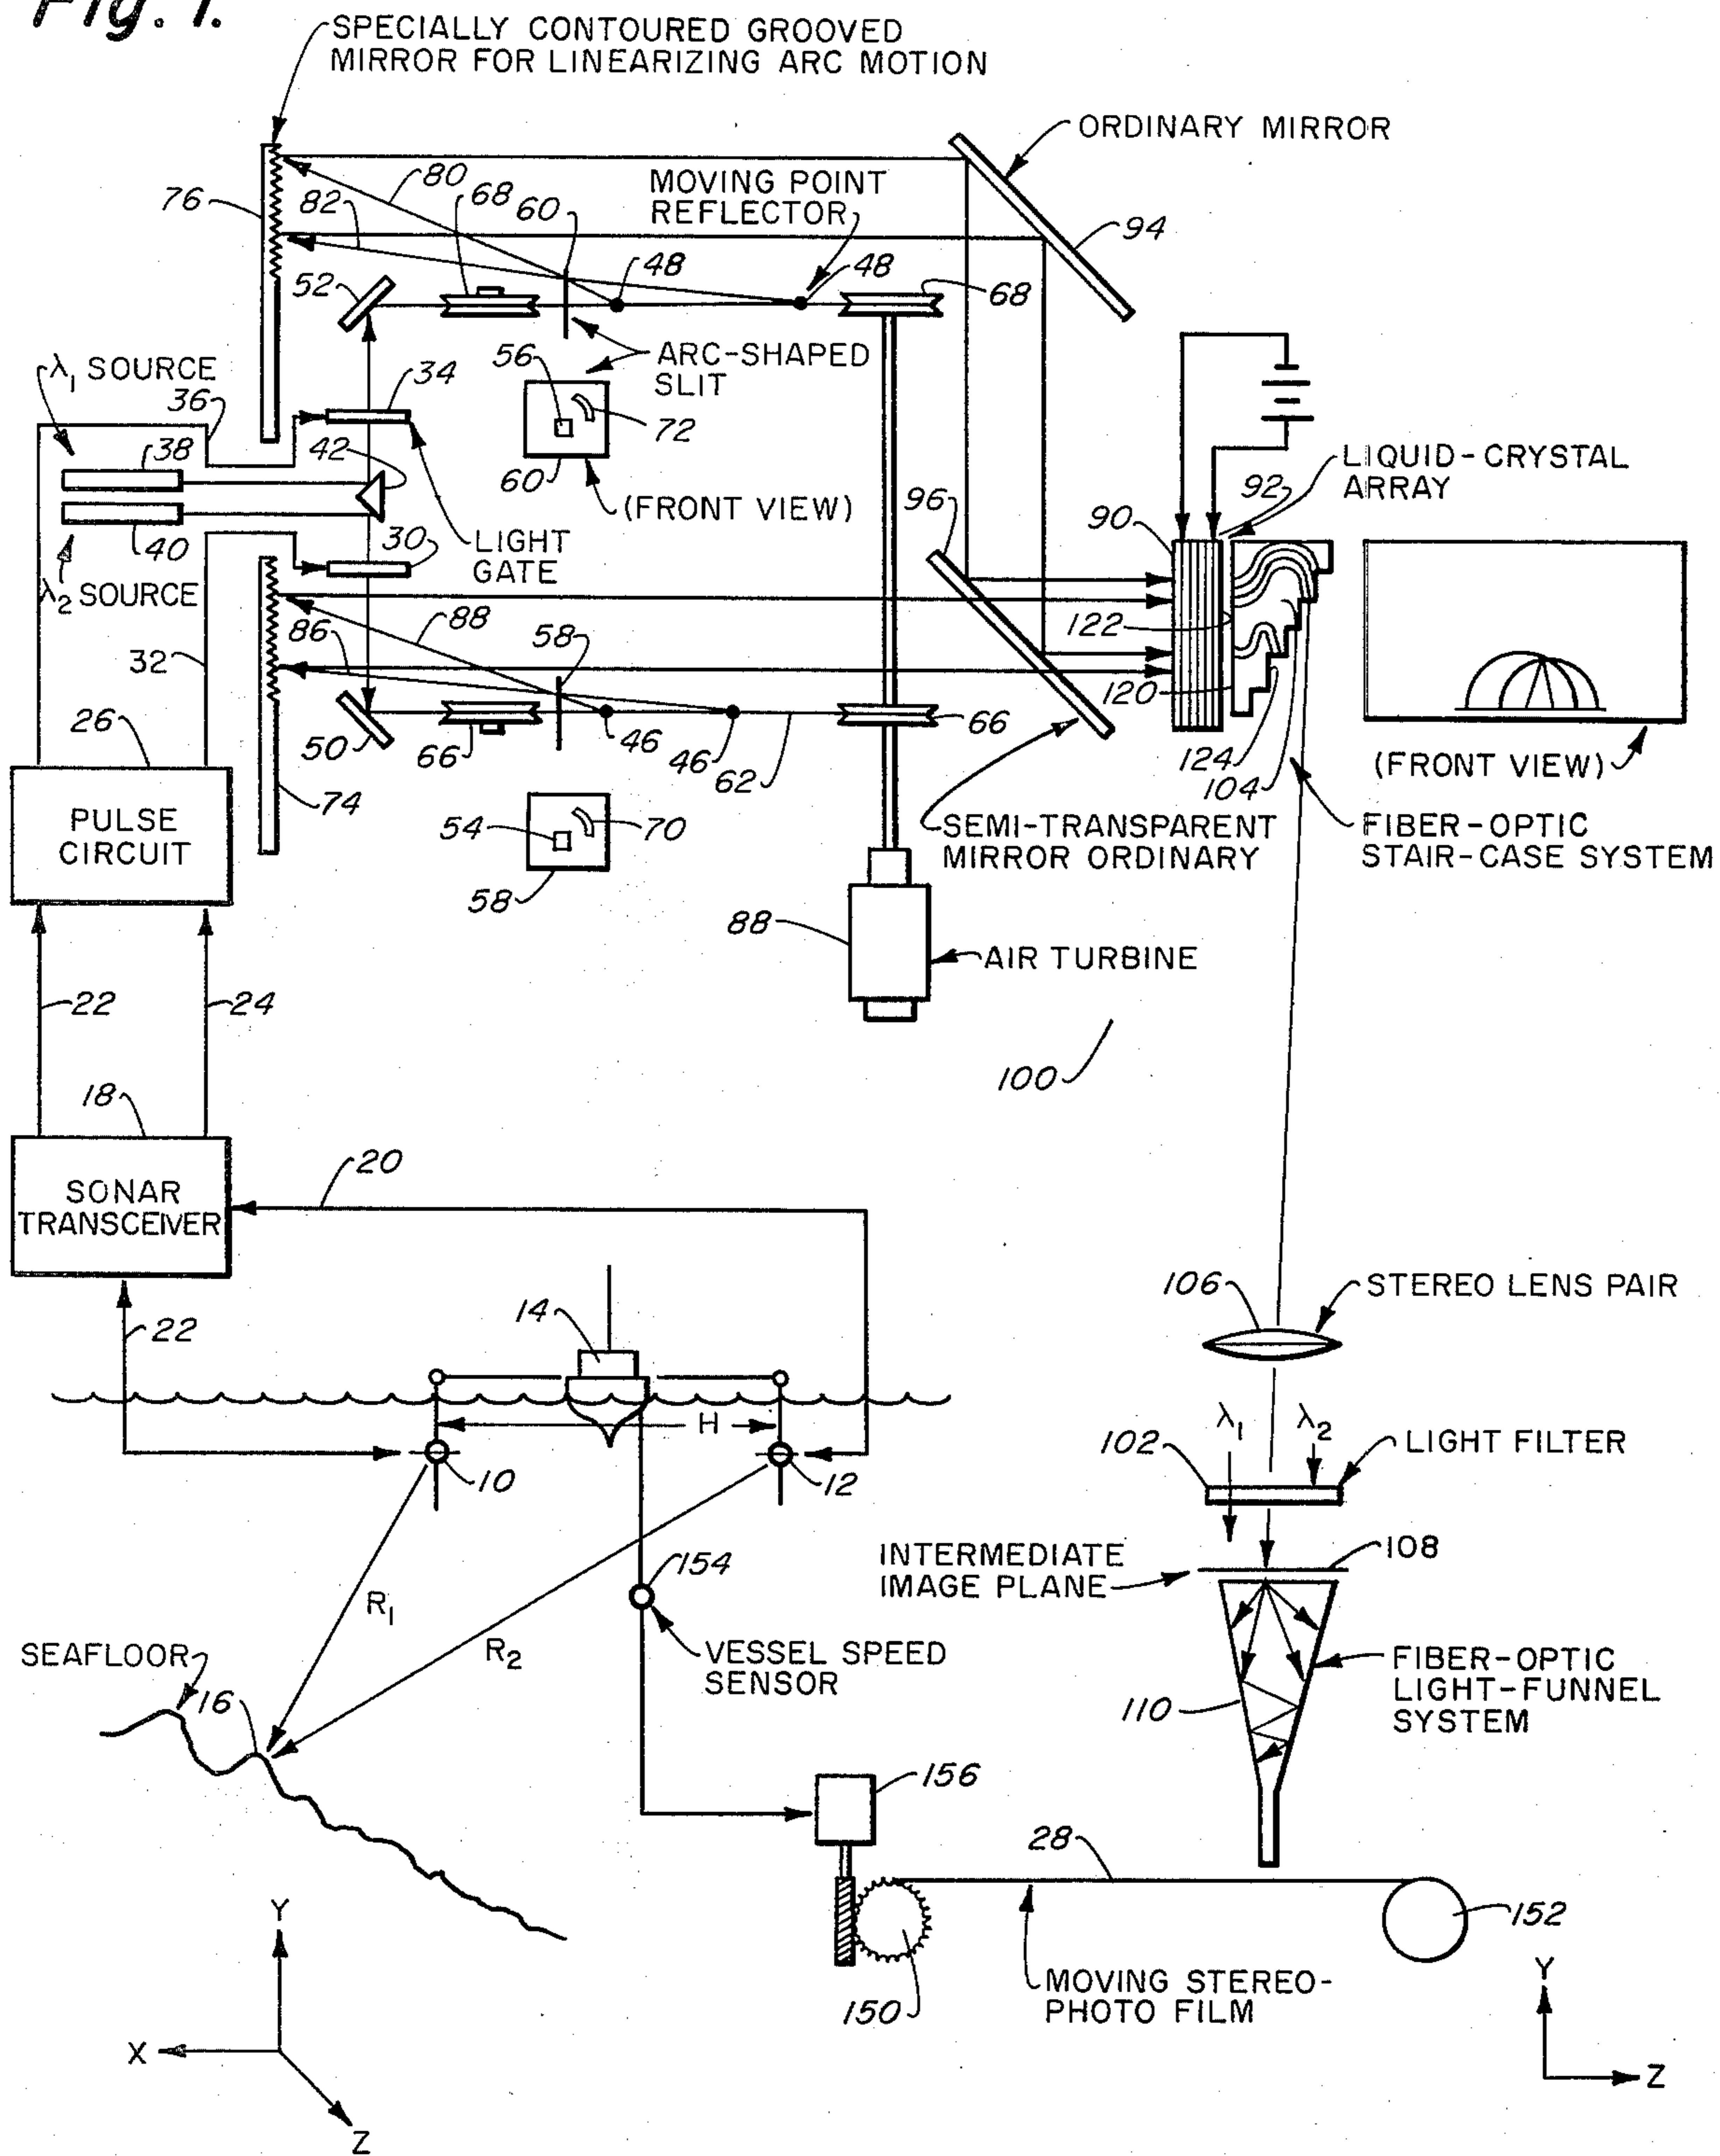 Fig. 1.
SPECIALLY CONTOURED GROOVED
MIRROR FOR LINEARIZING ARC MOTION
ORDINARY MIRROR
76
82
80
68
60
MOVING POINT
REFLECTOR
94
52
48
48
68
λ1 SOURCE
36
34
56
ARC-SHAPED
SLIT
72
38
42
60
(FRONT VIEW)
LIQUID-CRYSTAL
ARRAY
92
96
90
40
30
LIGHT
GATE
λ2 SOURCE
88
58
86
122
32
120
50
66
46
46
62
66
124
104
(FRONT VIEW)
26
74
PULSE
CIRCUIT
54
70
SEMI-TRANSPARENT
MIRROR ORDINARY
FIBER-OPTIC
STAIR-CASE SYSTEM
58
88
AIR TURBINE
22
24
100
18
20
SONAR
TRANSCEIVER
106
STEREO LENS PAIR
22
14
H
λ1
λ2
102
LIGHT FILTER
10
12
INTERMEDIATE
IMAGE PLANE
108
154
R1
R2
VESSEL SPEED
SENSOR
SEAFLOOR
16
FIBER-OPTIC
LIGHT-FUNNEL
SYSTEM
110
156
28
152
Y
150
MOVING STEREO-
PHOTO FILM
Y
X
Z
Z